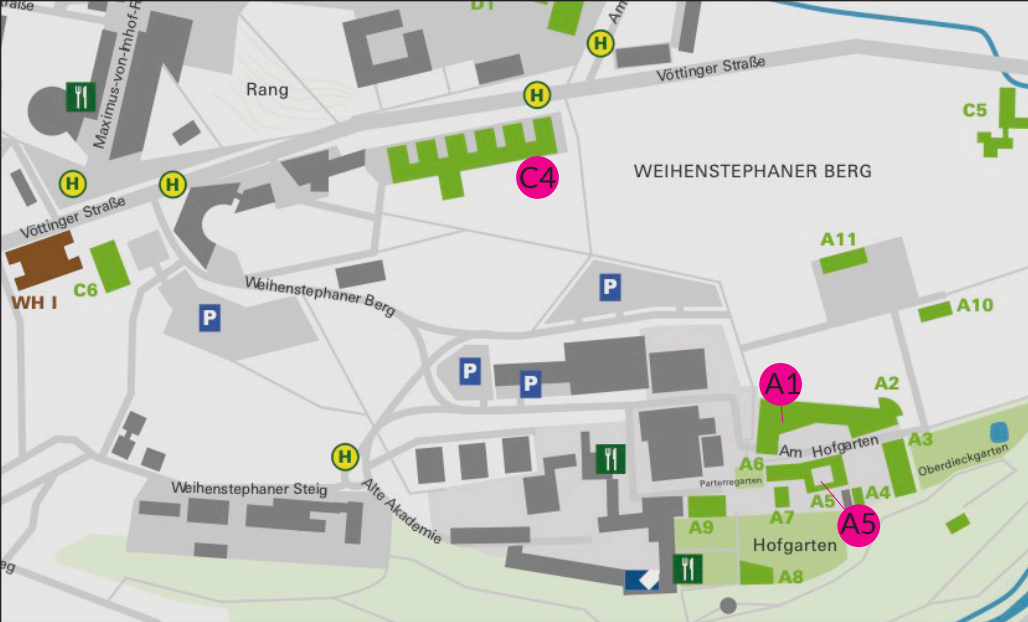 raße
D1
Am
Maximus-von-Imhof-R
H
Vöttinger Straße
Rang
H
C5
C4
WEIHENSTEPHANER BERG
H
H
Vöttinger Straße
A11
WH I
C6
Weihenstephaner Berg
P
P
A10
P
P
A1
A2
Am Hofgarten
A3
H
A6
Oberdieckgarten
Parterregarten
Weihenstephaner Steig
Alte Akademie
A5
A4
A7
A5
A9
Hofgarten
A8
eg